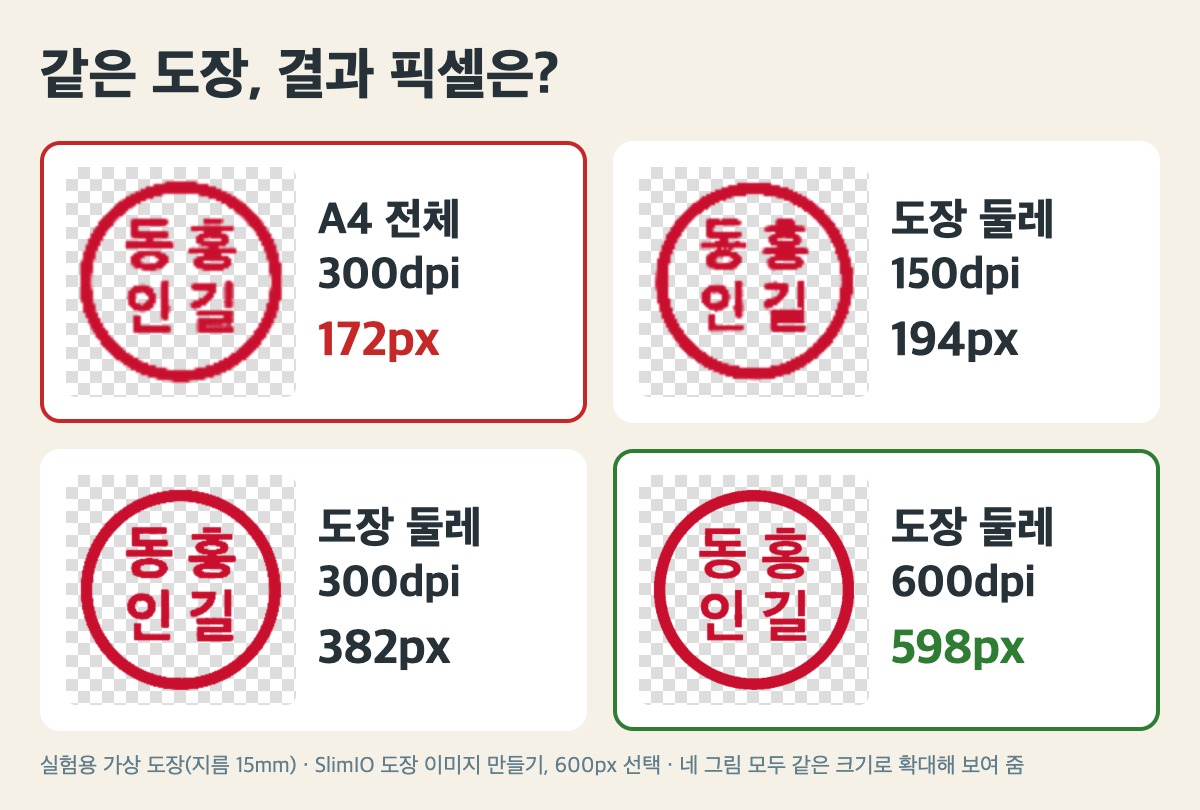 같은 도장, 결과 픽셀은?
동홍
인길
A4 전체
300dpi
172px
동홍
인길
도장 둘레
150dpi
194px
동홍
인길
도장 둘레
300dpi
382px
동홍
인길
도장 둘레
600dpi
598px
실험용 가상 도장(지름 15mm) · SlimIO 도장 이미지 만들기, 600px 선택 · 네 그림 모두 같은 크기로 확대해 보여 줌